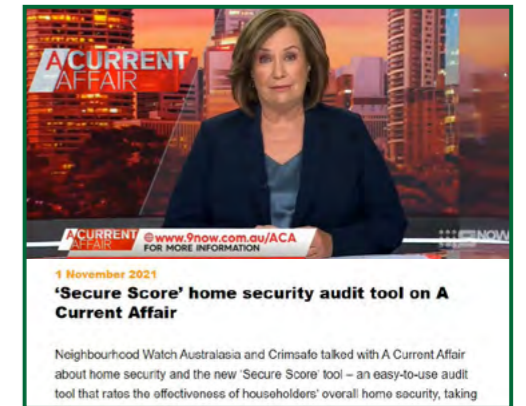 A CURRENT
AFFAIR
A CURRENT
AFFAIR
www.9now.com.au/ACA
FOR MORE INFORMATION
9NOW
1 November 2021
‘Secure Score’ home security audit tool on A
Current Affair
Neighbourhood Watch Australasia and Crimsafe talked with A Current Affair
about home security and the new ‘Secure Score’ tool – an easy-to-use audit
tool that rates the effectiveness of householders’ overall home security, taking